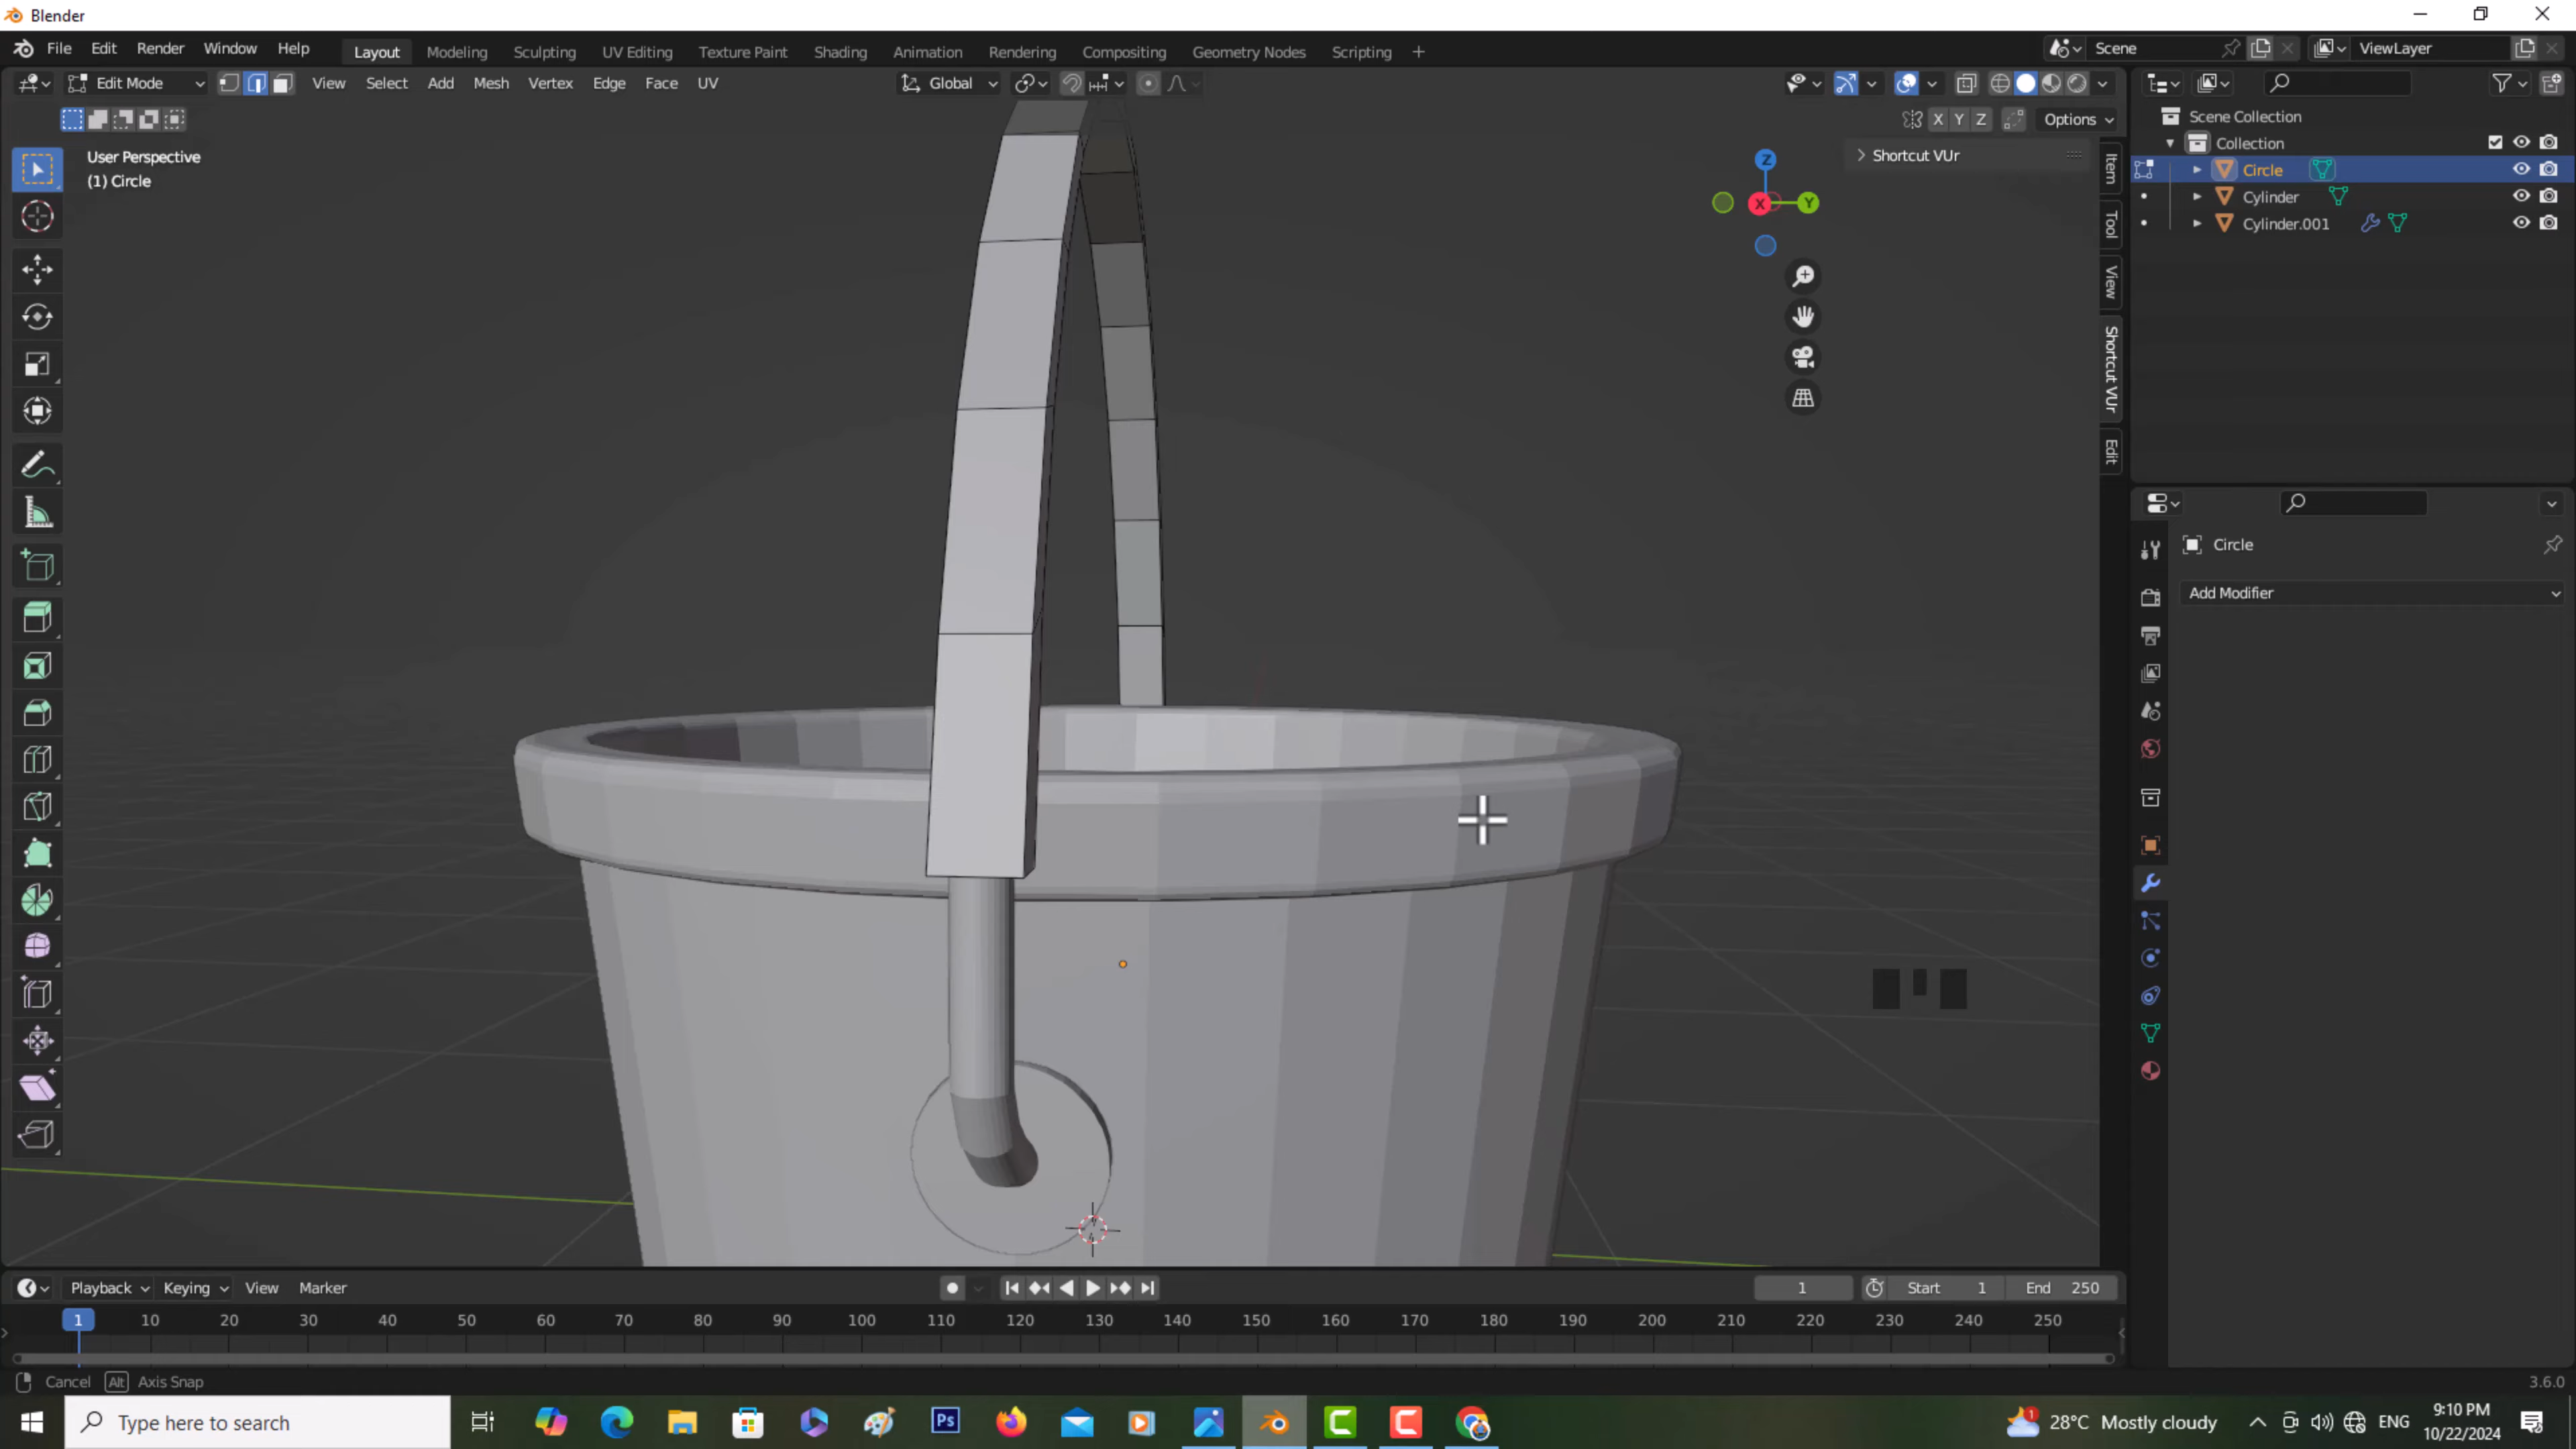 Blender
File Edit Render Window Help Layout Modeling Sculpting UV Editing Texture Paint Shading Animation Rendering Compositing Geometry Nodes Scripting + Scene ViewLayer
Edit Mode View Select Add Mesh Vertex Edge Face UV Global
X Y Z Options
User Perspective
(1) Circle
Shortcut VUr
Z
X Y
Item
Tool
View
Shortcut VUr
Edit
Scene Collection
Collection
Circle
Cylinder
Cylinder.001
Circle
Add Modifier
Playback Keying View Marker 1 Start 1 End 250
1 10 20 30 40 50 60 70 80 90 100 110 120 130 140 150 160 170 180 190 200 210 220 230 240 250
Cancel Alt Axis Snap 3.6.0
Type here to search Ps 1 28°C Mostly cloudy ENG 9:10 PM
10/22/2024